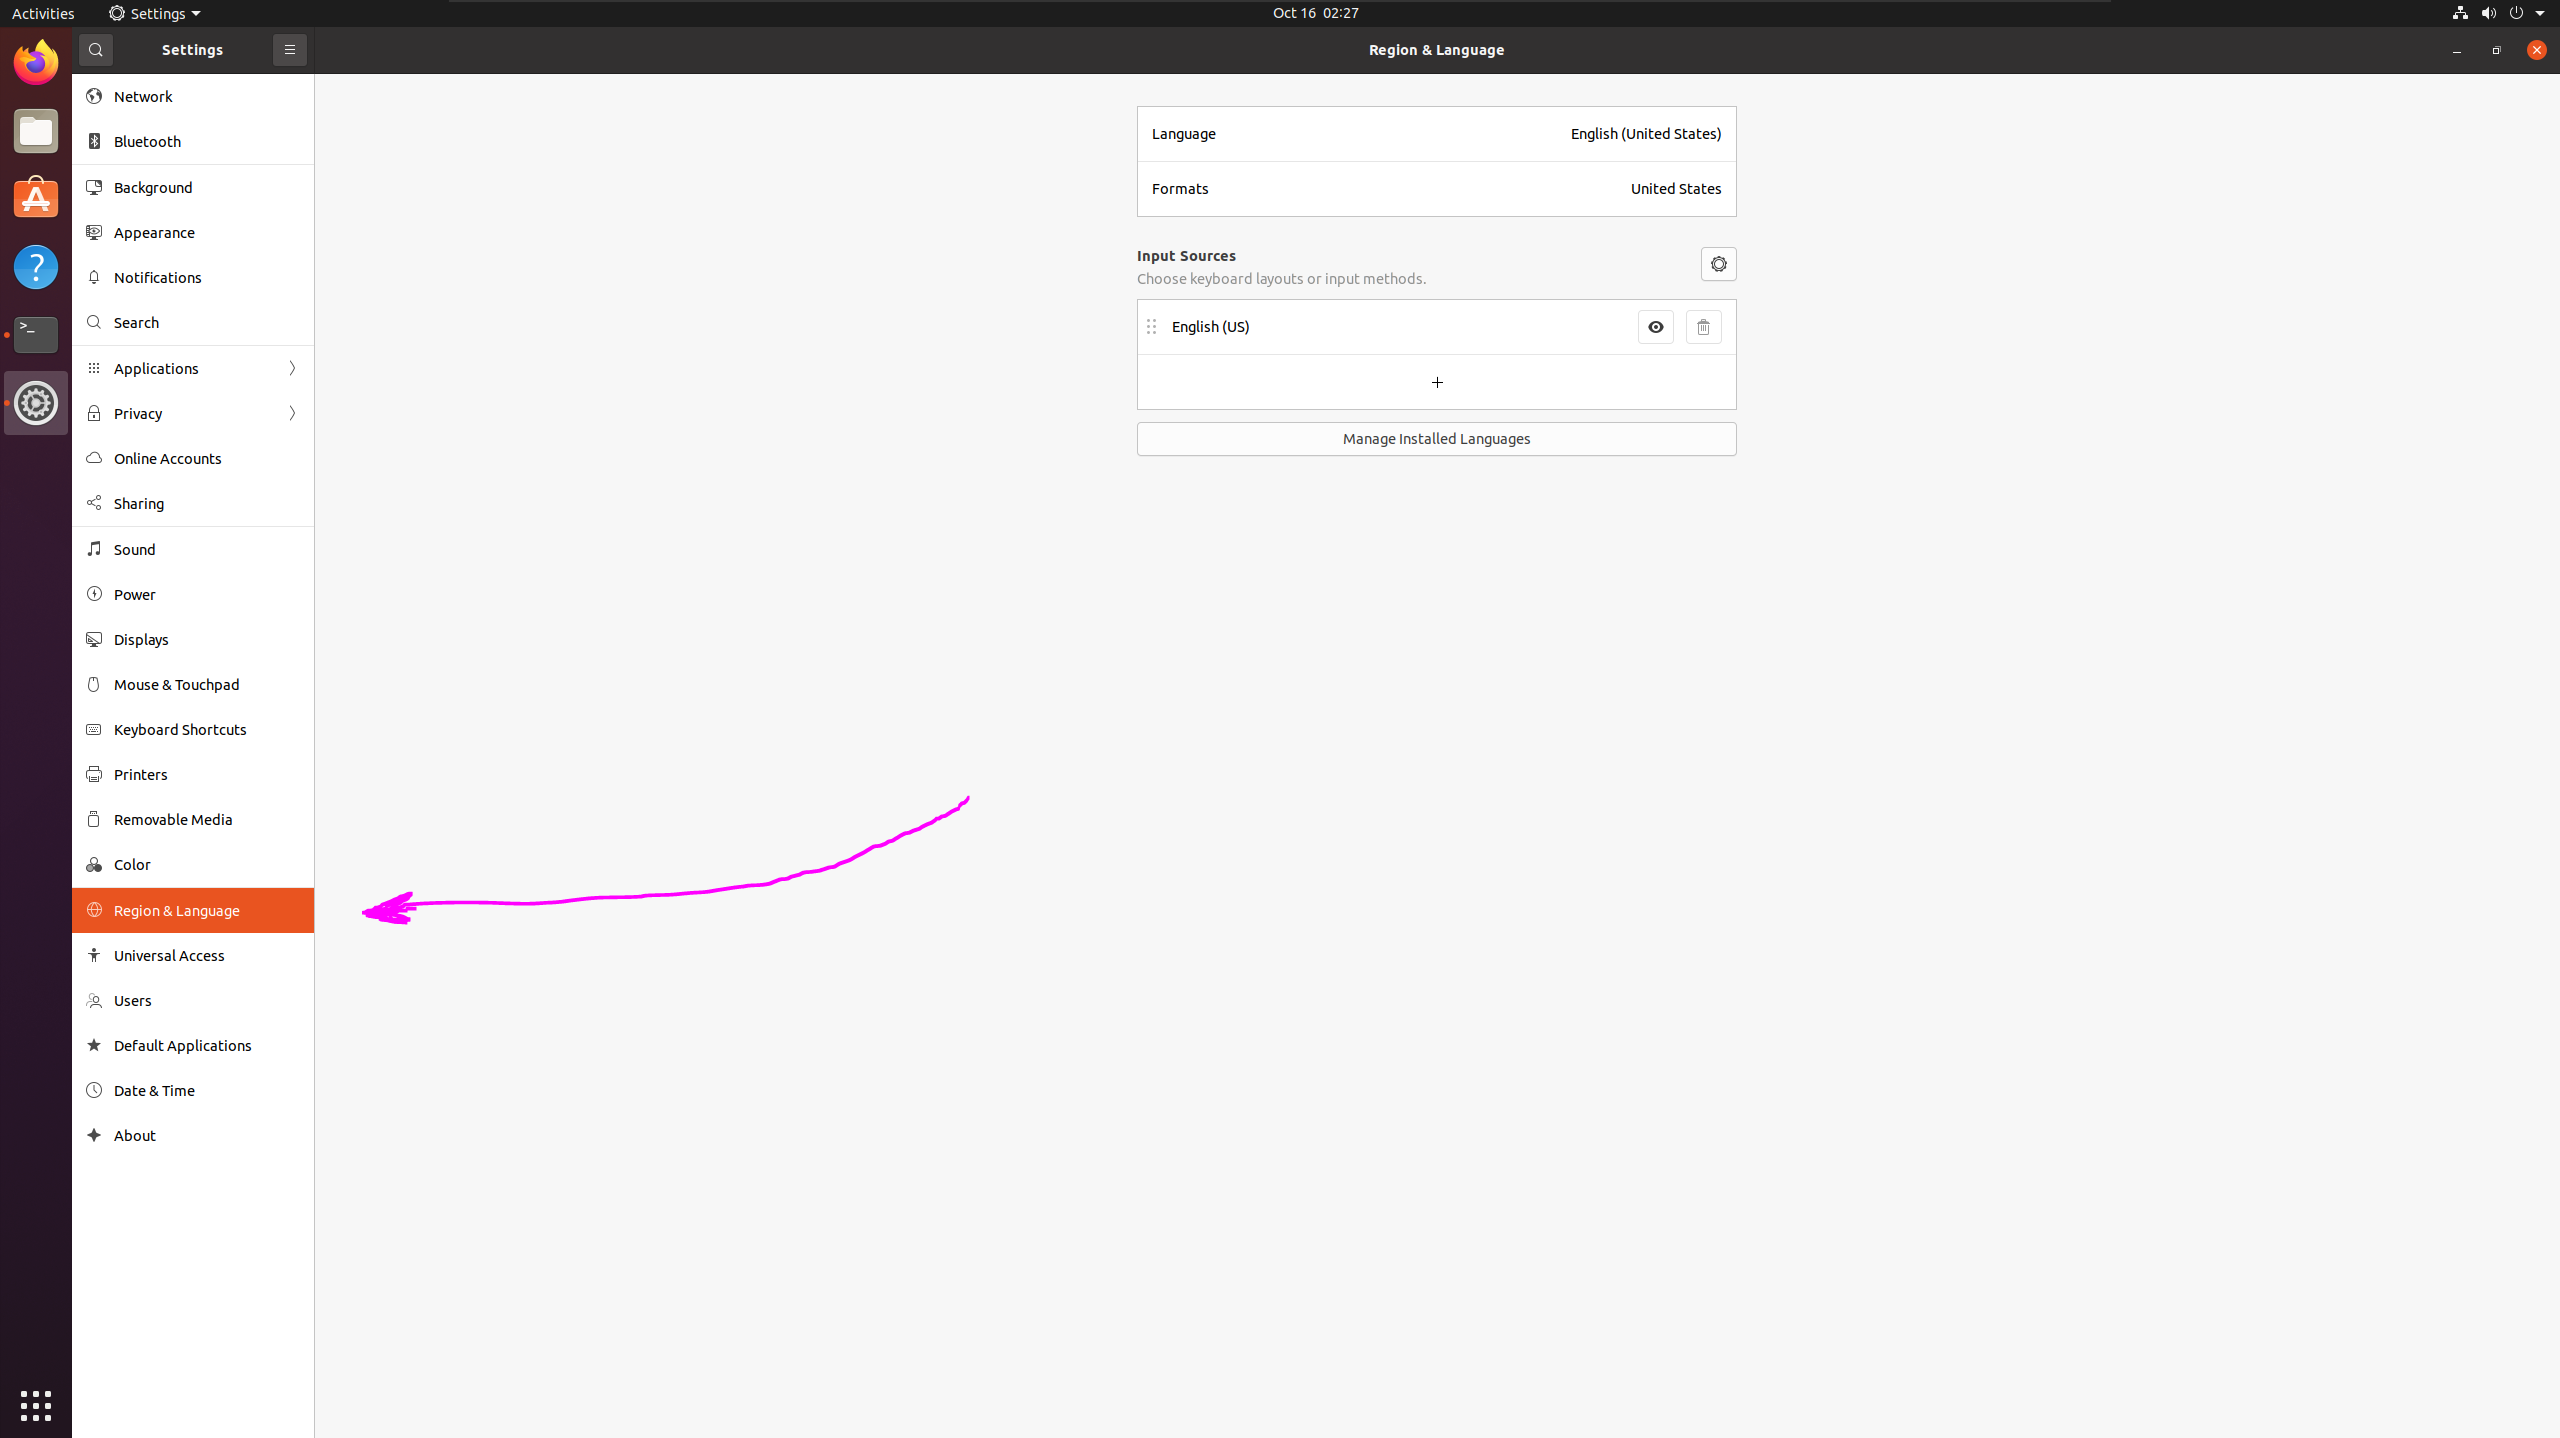 Activities
Settings
Oct 16 02:27
Settings
Region & Language
Network
Bluetooth
Background
Appearance
Notifications
Search
Applications
Privacy
Online Accounts
Sharing
Sound
Power
Displays
Mouse & Touchpad
Keyboard Shortcuts
Printers
Removable Media
Color
Region & Language
Universal Access
Users
Default Applications
Date & Time
About
Language English (United States)
Formats United States
Input Sources
Choose keyboard layouts or input methods.
English (US)
Manage Installed Languages